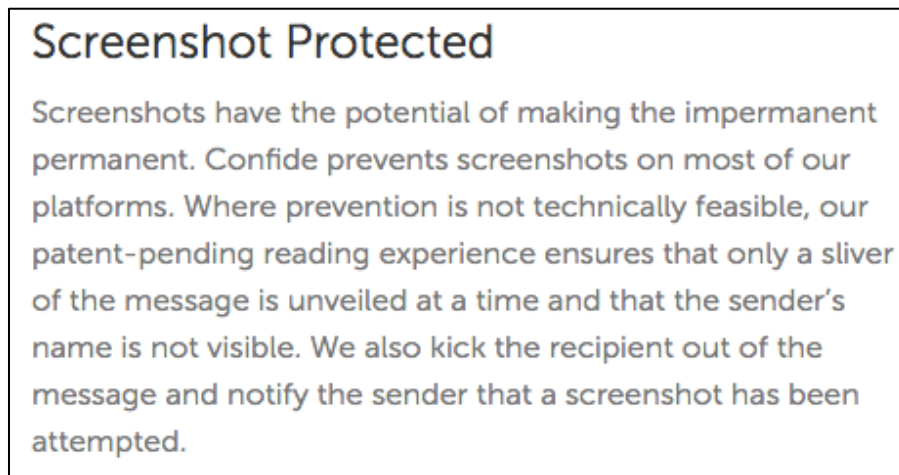 Screenshot Protected
Screenshots have the potential of making the impermanent
permanent. Confide prevents screenshots on most of our
platforms. Where prevention is not technically feasible, our
patent-pending reading experience ensures that only a sliver
of the message is unveiled at a time and that the sender's
name is not visible. We also kick the recipient out of the
message and notify the sender that a screenshot has been
attempted.